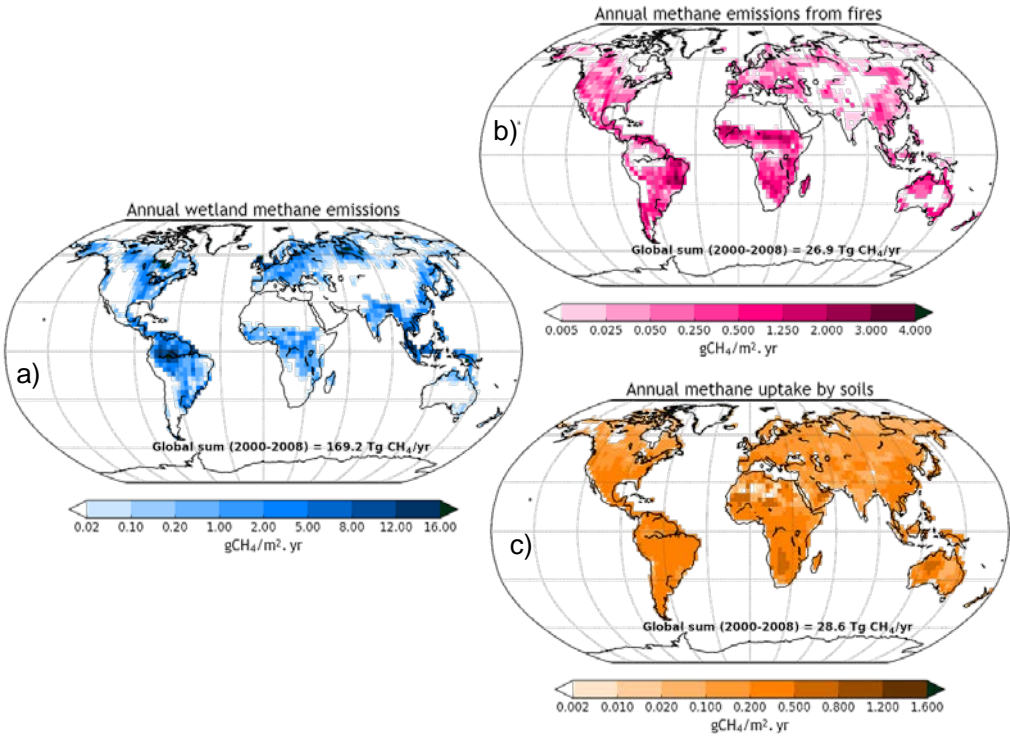 a)
Annual wetland methane emissions
Global sum (2000-2008) = 169.2 Tg CH₄/yr
0.02 0.10 0.20 1.00 2.00 5.00 8.00 12.00 16.00
gCH₄/m². yr
b)
Annual methane emissions from fires
Global sum (2000-2008) = 26.9 Tg CH₄/yr
0.005 0.025 0.050 0.250 0.500 1.250 2.000 3.000 4.000
gCH₄/m². yr
c)
Annual methane uptake by soils
Global sum (2000-2008) = 28.6 Tg CH₄/yr
0.002 0.010 0.020 0.100 0.200 0.500 0.800 1.200 1.600
gCH₄/m². yr